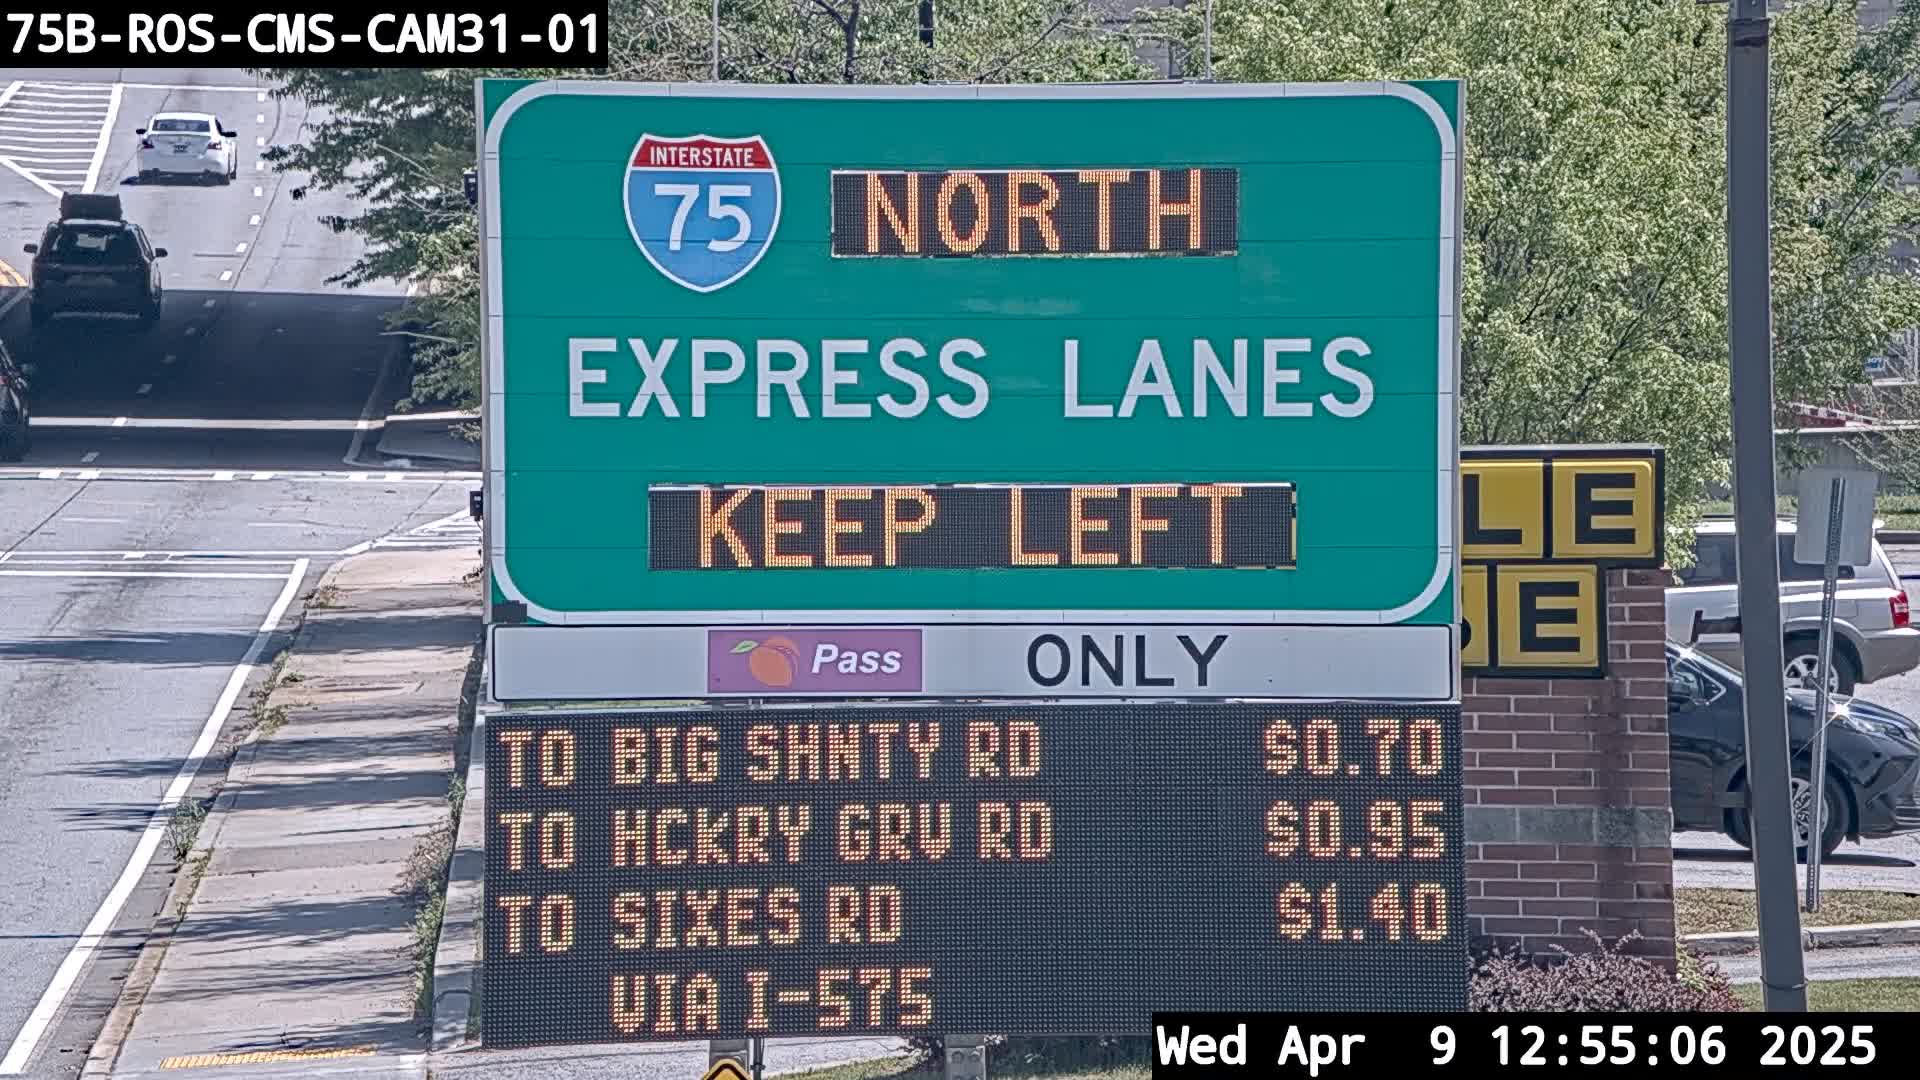 75B-ROS-CMS-CAM31-01
INTERSTATE
75
NORTH
EXPRESS LANES
KEEP LEFT
Pass ONLY
TO BIG SHNTY RD $0.70
TO HCKRY GRV RD $0.95
TO SIXES RD $1.40
VIA I-575
LE
E
Wed Apr 9 12:55:06 2025